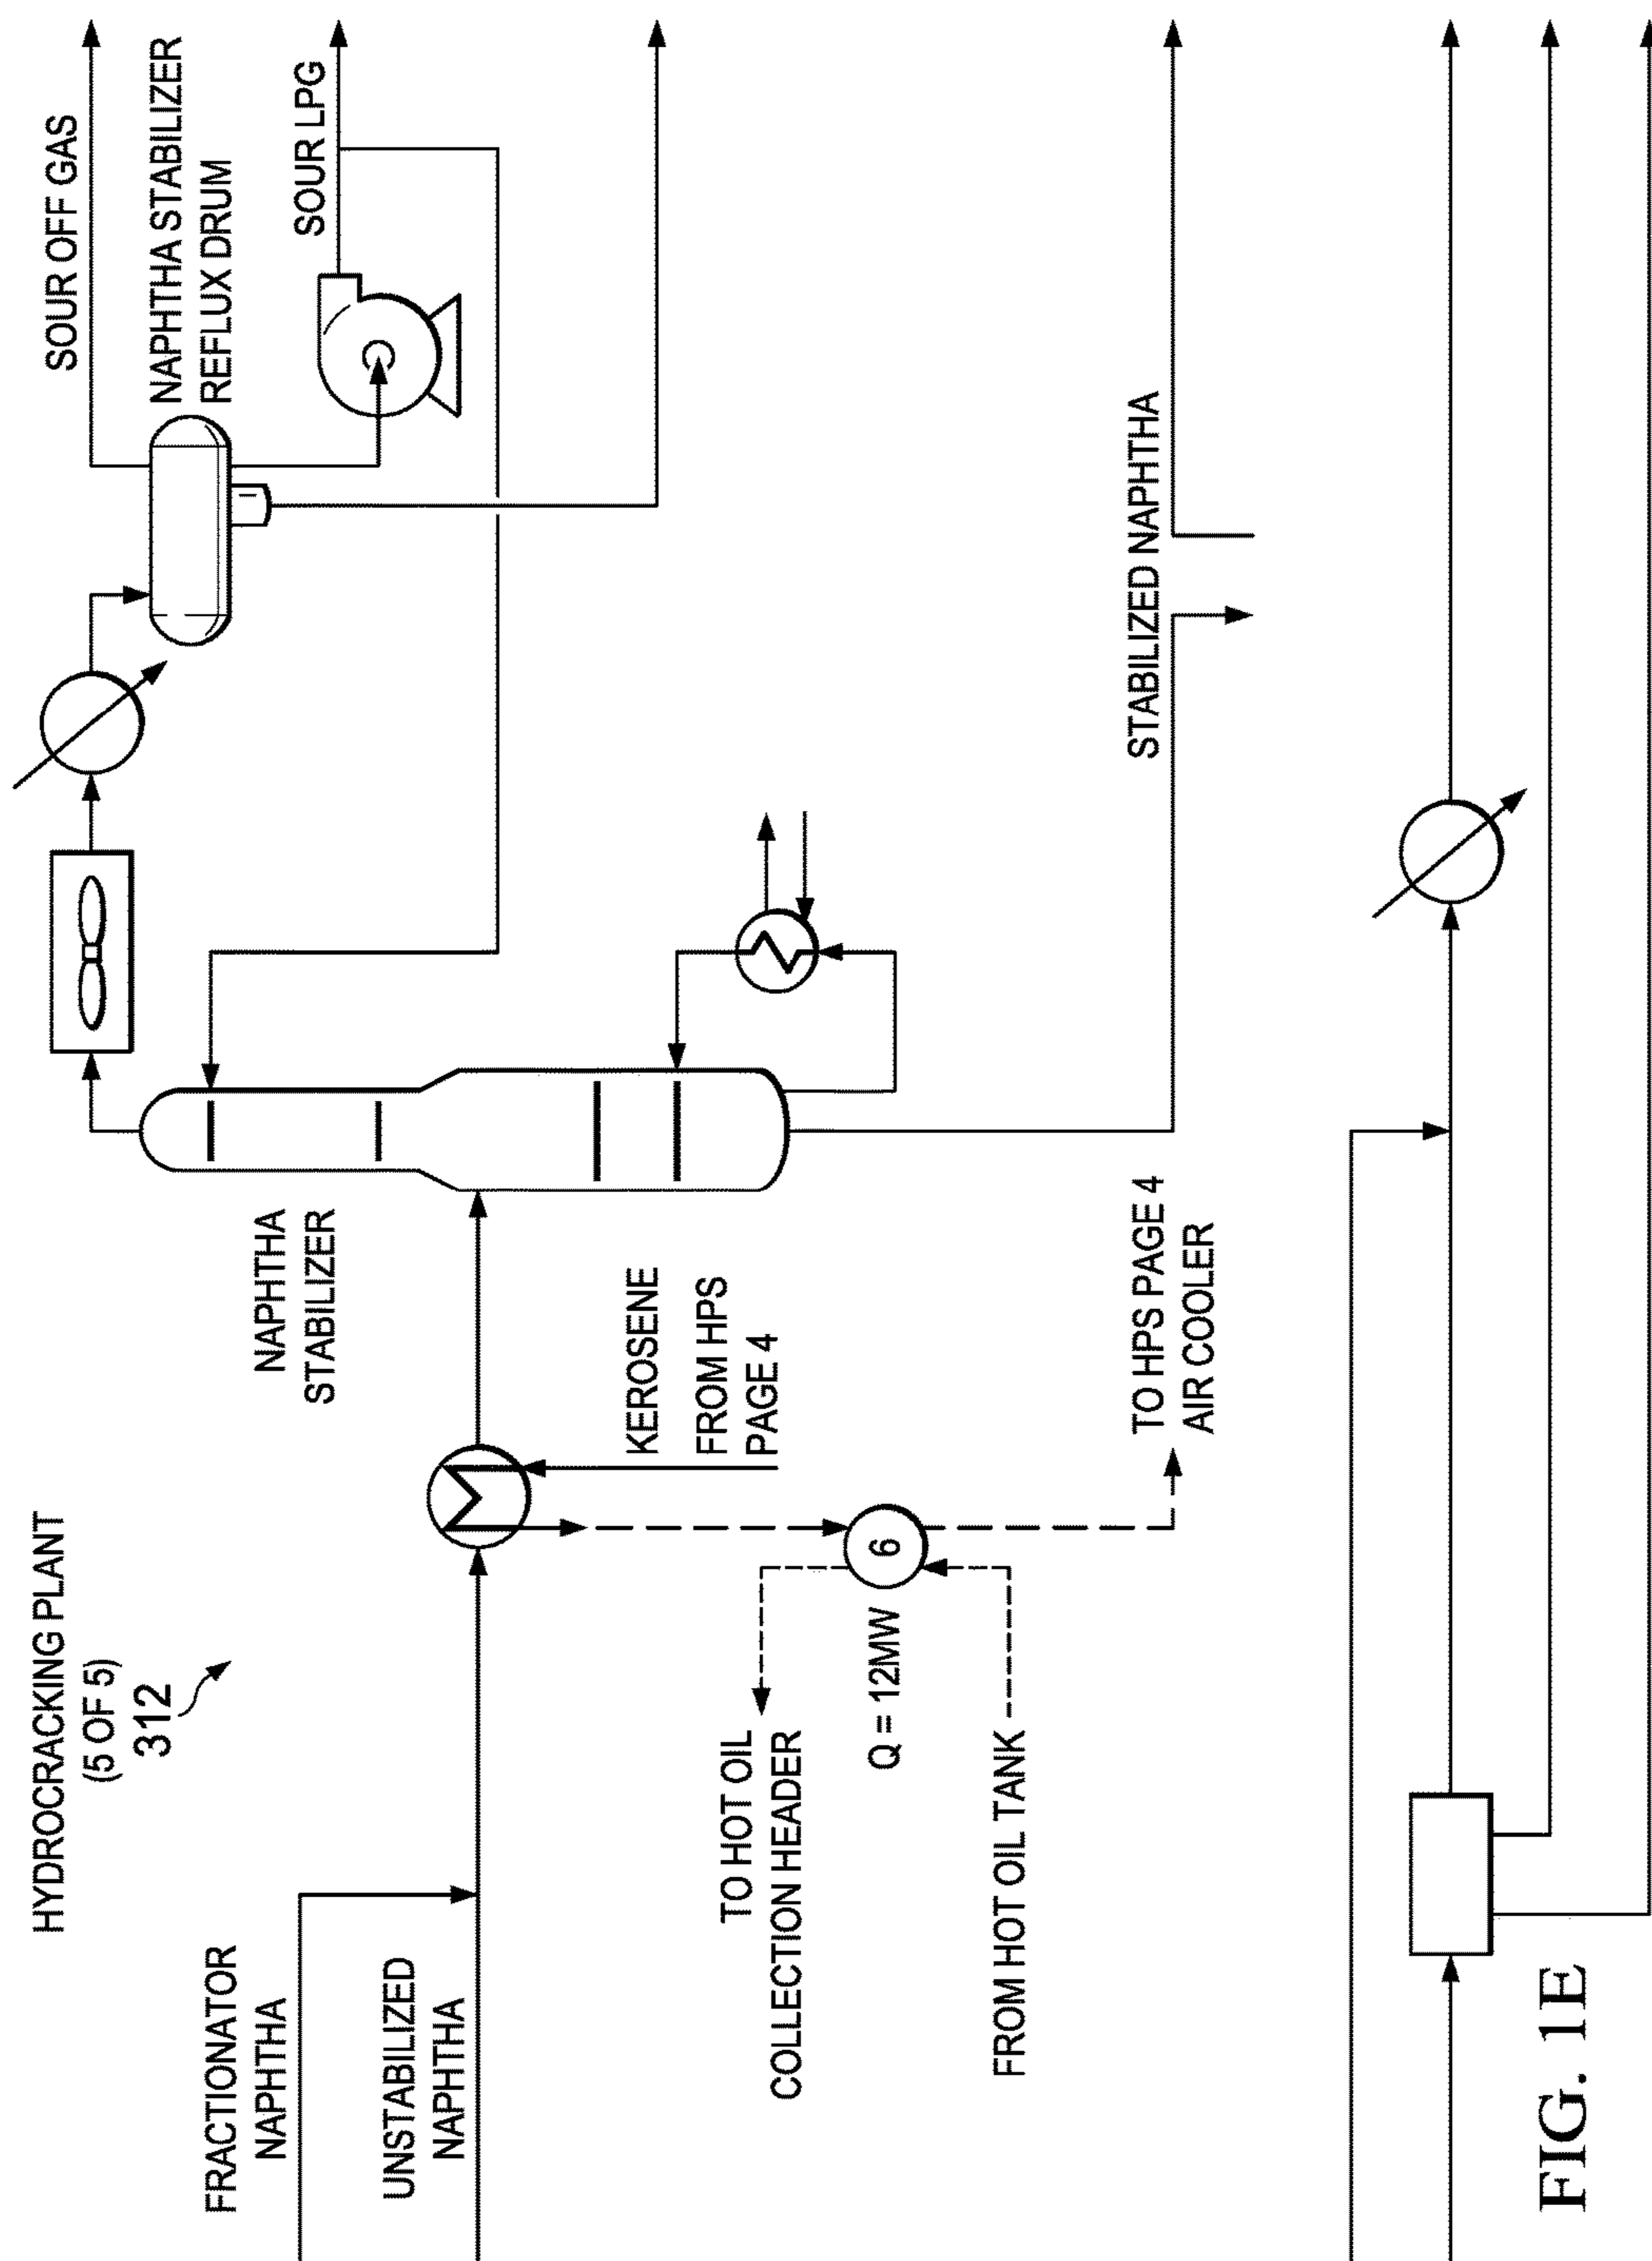 HYDROCRACKING PLANT
(5 OF 5)
312
FRACTIONATOR
NAPHTHA
UNSTABILIZED
NAPHTHA
NAPHTHA
STABILIZER
SOUR OFF GAS
NAPHTHA STABILIZER
REFLUX DRUM
SOUR LPG
KEROSENE
FROM HPS
PAGE 4
TO HOT OIL
COLLECTION HEADER
6
Q = 12MW
FROM HOT OIL TANK
TO HPS PAGE 4
AIR COOLER
STABILIZED NAPHTHA
FIG. 1E